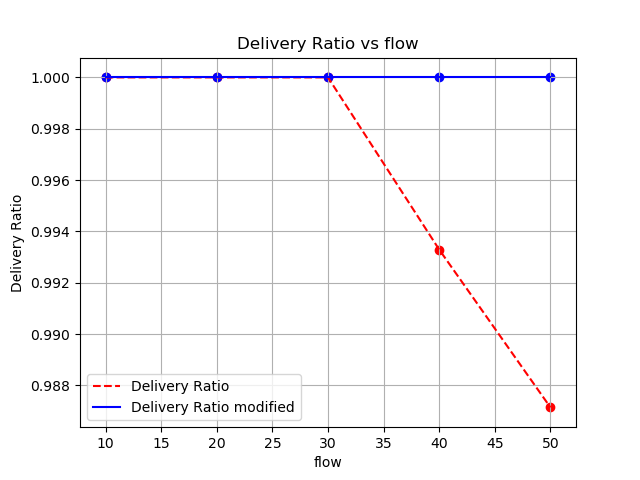 Delivery Ratio vs flow
1.000
0.998
0.996
0.994
0.992
0.990
0.988
Delivery Ratio
Delivery Ratio
Delivery Ratio modified
10 15 20 25 30 35 40 45 50
flow